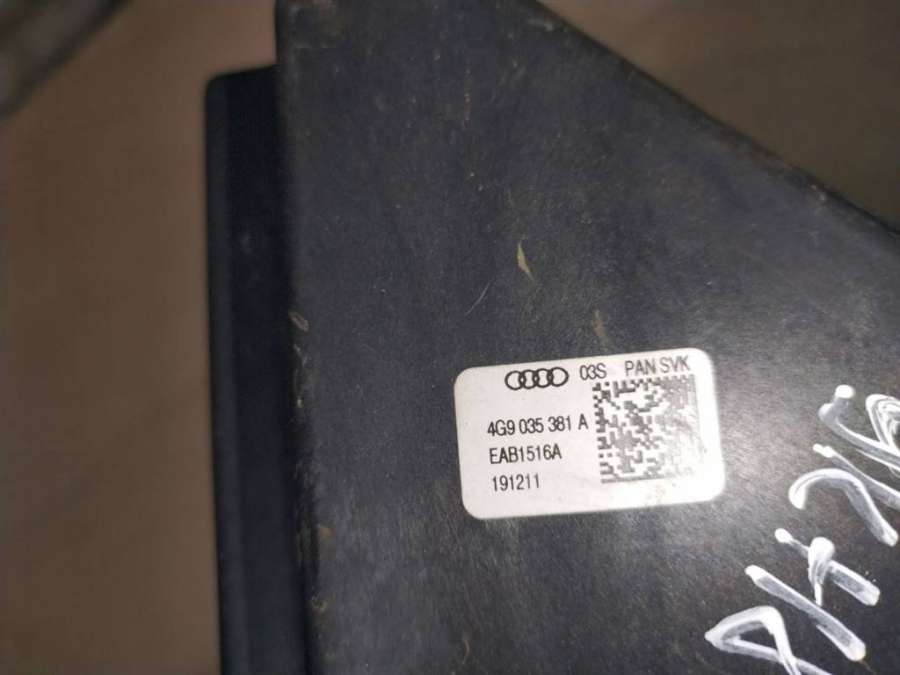 03S PAN SVK
4G9 035 381 A
EAB1516A
191211